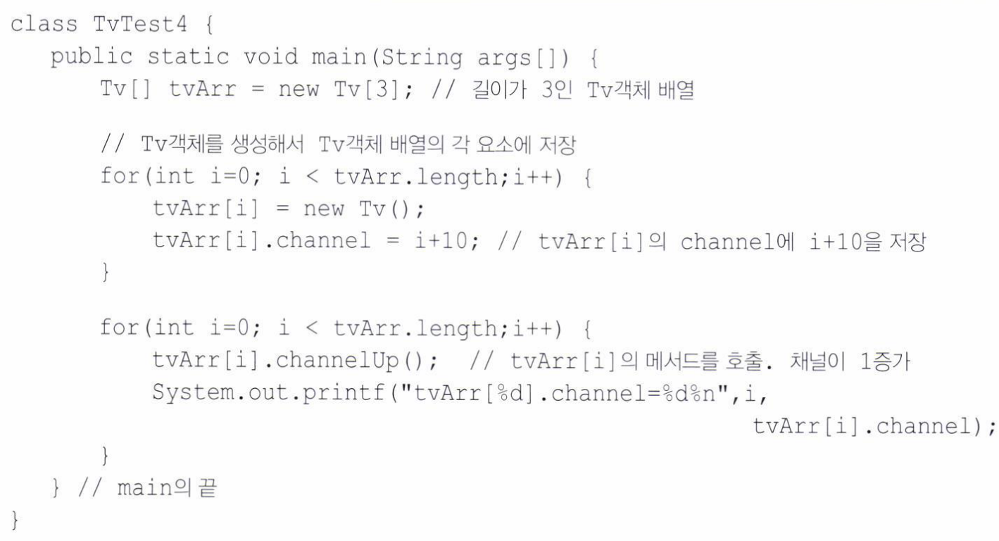 class TvTest4 {
public static void main(String args[]) {
Tv[] tvArr = new Tv[3]; // 길이가 3인 Tv객체 배열
// Tv객체를 생성해서 Tv객체 배열의 각 요소에 저장
for(int i=0; i < tvArr.length;i++) {
tvArr[i] = new Tv();
tvArr[i].channel = i+10; // tvArr[i]의 channel에 i+10을 저장
}
for(int i=0; i < tvArr.length;i++) {
tvArr[i].channelUp(); // tvArr[i]의 메서드를 호출. 채널이 1증가
System.out.printf("tvArr[%d].channel=%d%n",i,
tvArr[i].channel);
}
} // main의 끝
}